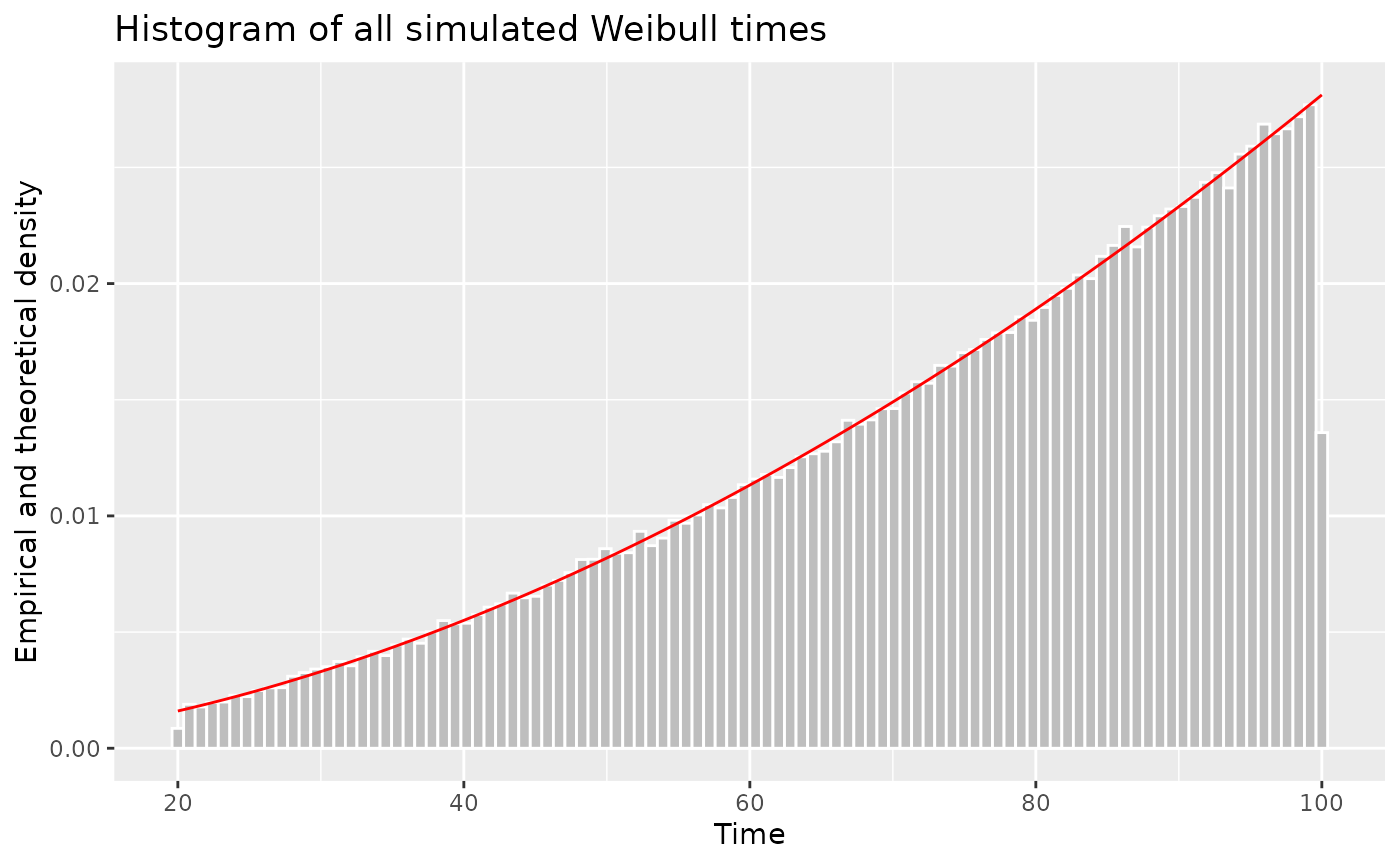 Histogram of all simulated Weibull times
Empirical and theoretical density
0.02
0.01
0.00
20 40 60 80 100
Time